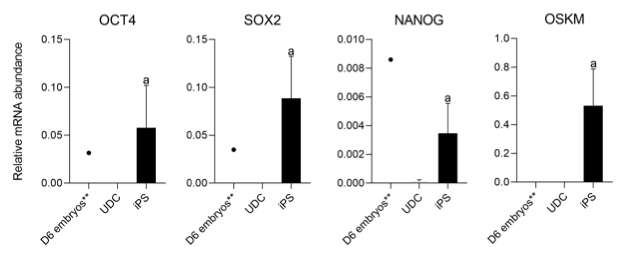 OCT4
SOX2
NANOG
OSKM
Relative mRNA abundance
0.15
0.10
0.05
0.00
a
D6 embryos**
UDC
iPS
0.15
0.10
0.05
0.00
a
D6 embryos**
UDC
iPS
0.010
0.008
0.006
0.004
0.002
0.000
a
D6 embryos**
UDC
iPS
1.0
0.8
0.6
0.4
0.2
0.0
a
D6 embryos**
UDC
iPS